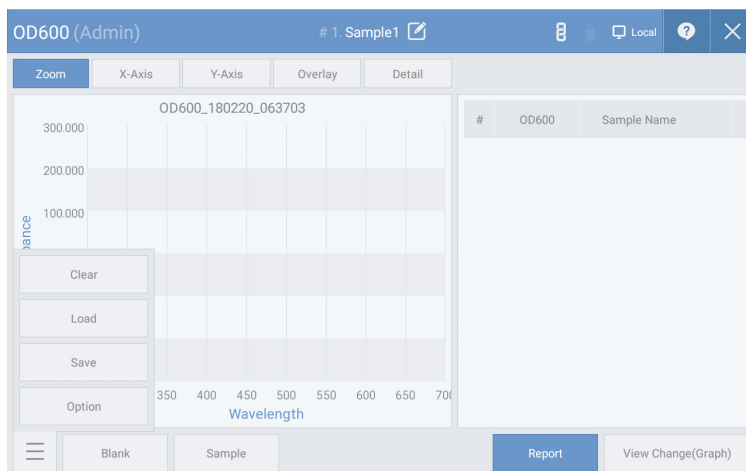 OD600 (Admin) # 1. Sample1 Local ?
Zoom X-Axis Y-Axis Overlay Detail
OD600_180220_063703
# OD600 Sample Name
300.000
200.000
100.000
Clear
Load
Save
Option
350 400 450 500 550 600 650 700
Wavelength
Blank Sample Report View Change(Graph)